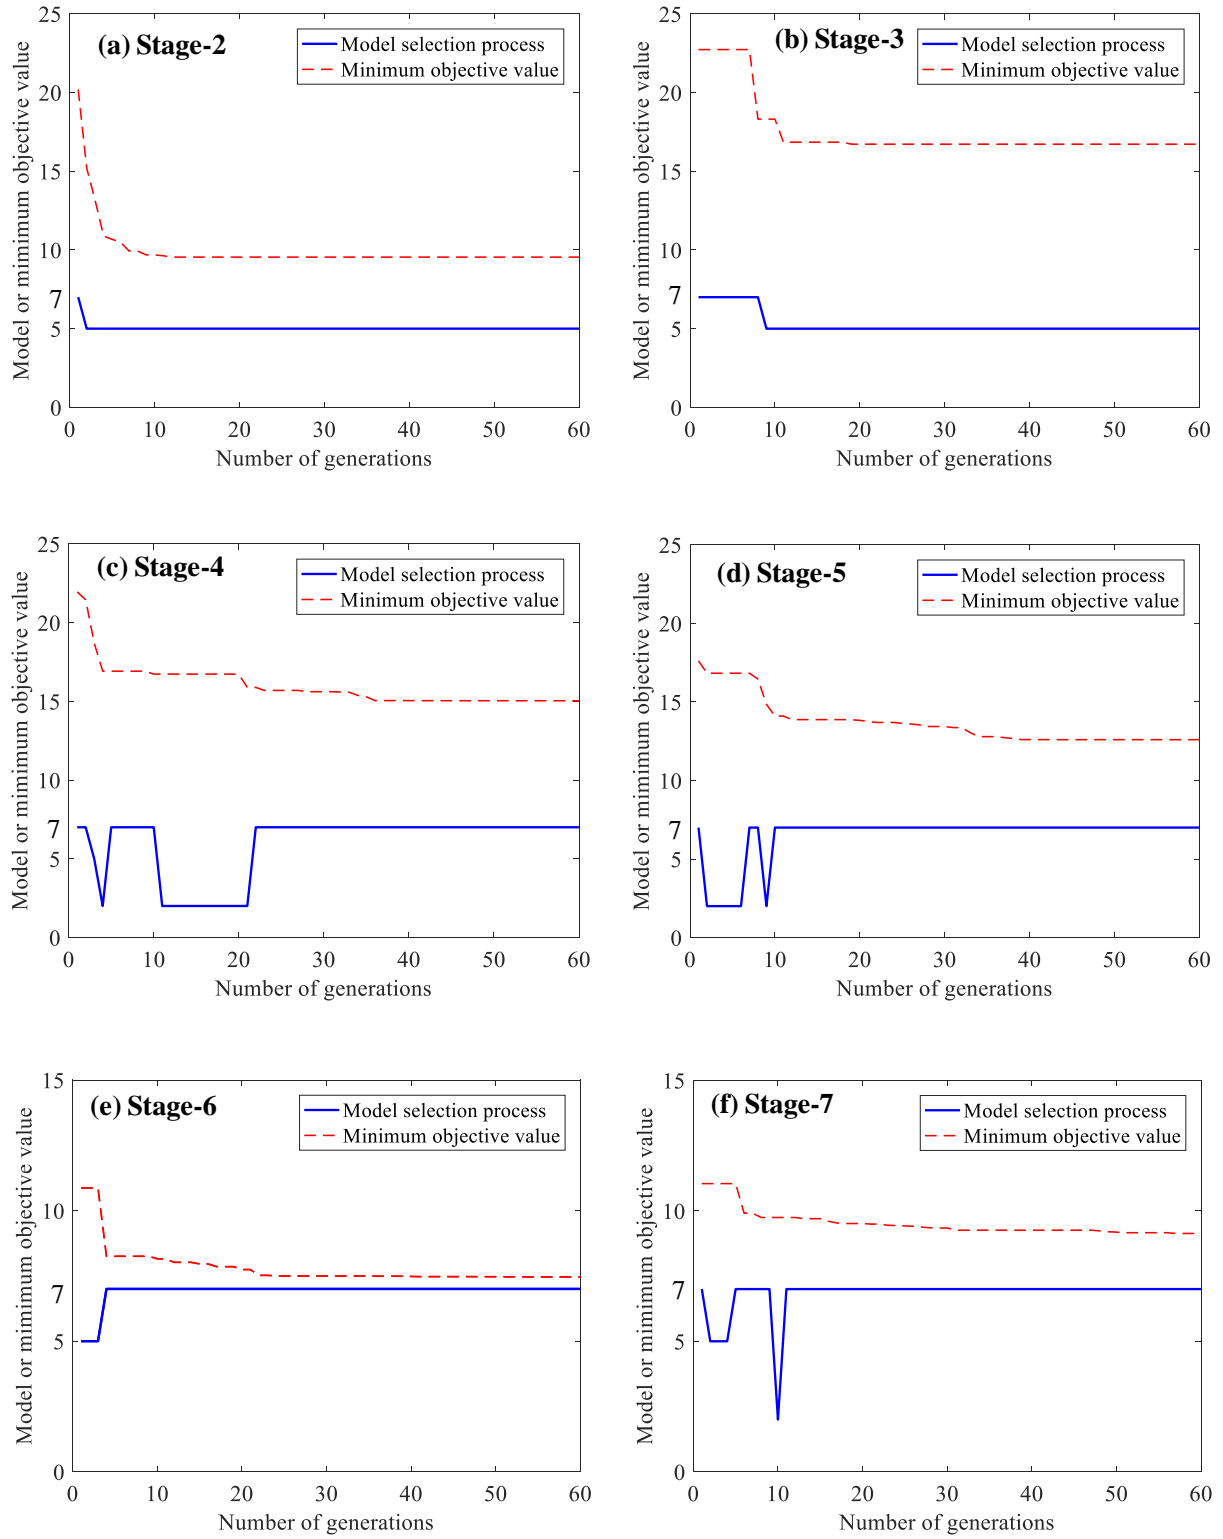 (a) Stage-2
Model selection process
Minimum objective value
Model or mimimum objective value
25
20
15
10
7
5
0
0 10 20 30 40 50 60
Number of generations
(b) Stage-3
Model selection process
Minimum objective value
Model or mimimum objective value
25
20
15
10
7
5
0
0 10 20 30 40 50 60
Number of generations
(c) Stage-4
Model selection process
Minimum objective value
Model or mimimum objective value
25
20
15
10
7
5
0
0 10 20 30 40 50 60
Number of generations
(d) Stage-5
Model selection process
Minimum objective value
Model or mimimum objective value
25
20
15
10
7
5
0
0 10 20 30 40 50 60
Number of generations
(e) Stage-6
Model selection process
Minimum objective value
Model or mimimum objective value
15
10
7
5
0
0 10 20 30 40 50 60
Number of generations
(f) Stage-7
Model selection process
Minimum objective value
Model or mimimum objective value
15
10
7
5
0
0 10 20 30 40 50 60
Number of generations